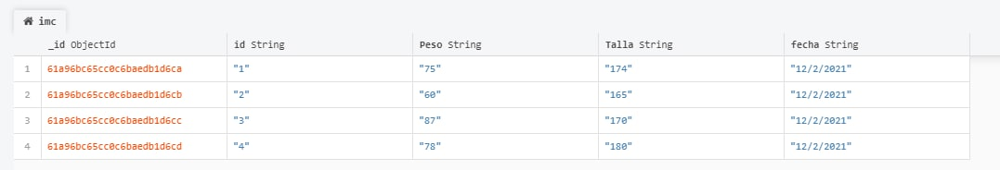 imc
_id ObjectId id String Peso String Talla String fecha String
1 61a96bc65cc0c6baedb1d6ca "1" "75" "174" "12/2/2021"
2 61a96bc65cc0c6baedb1d6cb "2" "60" "165" "12/2/2021"
3 61a96bc65cc0c6baedb1d6cc "3" "87" "170" "12/2/2021"
4 61a96bc65cc0c6baedb1d6cd "4" "78" "180" "12/2/2021"